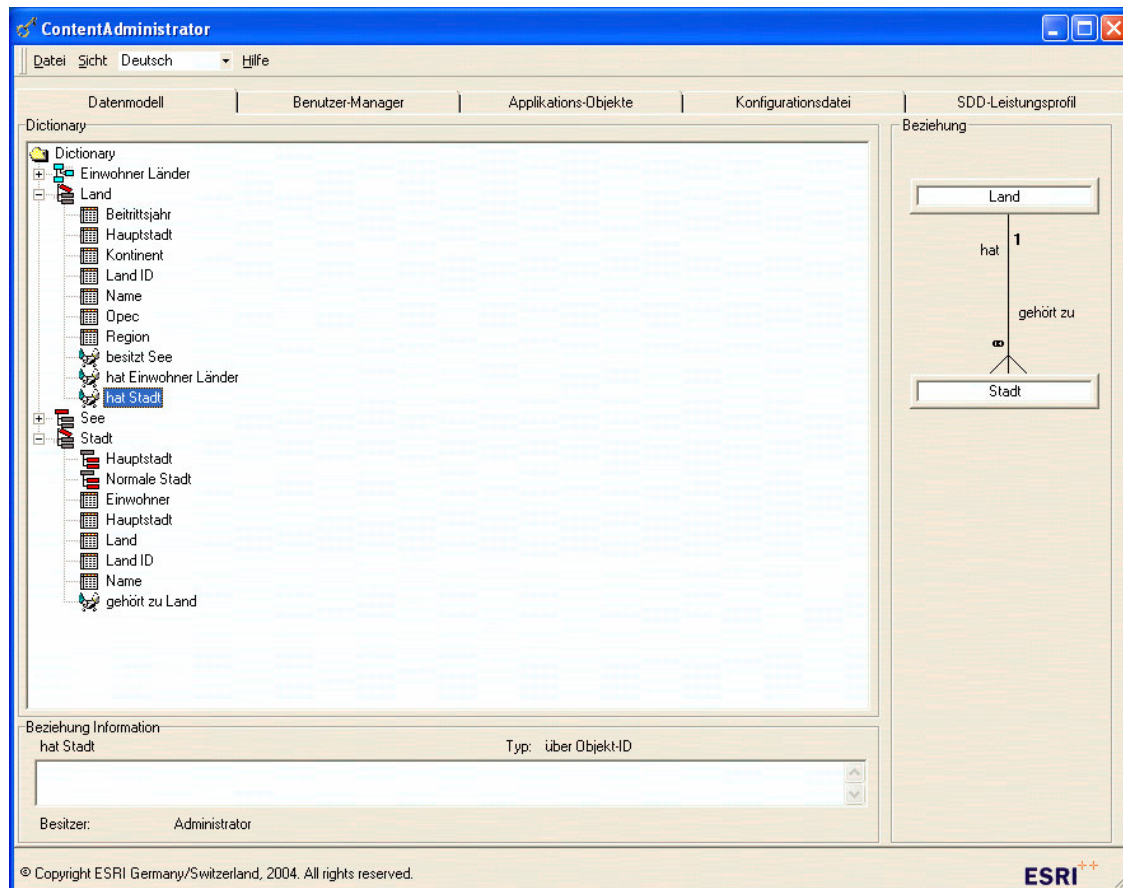 ContentAdministrator
Datei Sicht Deutsch Hilfe
Datenmodell Benutzer-Manager Applikations-Objekte Konfigurationsdatei SDD-Leistungsprofil
Dictionary
Dictionary
Einwohner Länder
Land
Beitrittsjahr
Hauptstadt
Kontinent
Land ID
Name
Opec
Region
besitzt See
hat Einwohner Länder
hat Stadt
See
Stadt
Hauptstadt
Normale Stadt
Einwohner
Hauptstadt
Land
Land ID
Name
gehört zu Land
Beziehung
Land
1
hat
gehört zu
∞
Stadt
Beziehung Information
hat Stadt Typ: über Objekt-ID
Besitzer: Administrator
© Copyright ESRI Germany/Switzerland, 2004. All rights reserved.
ESRI